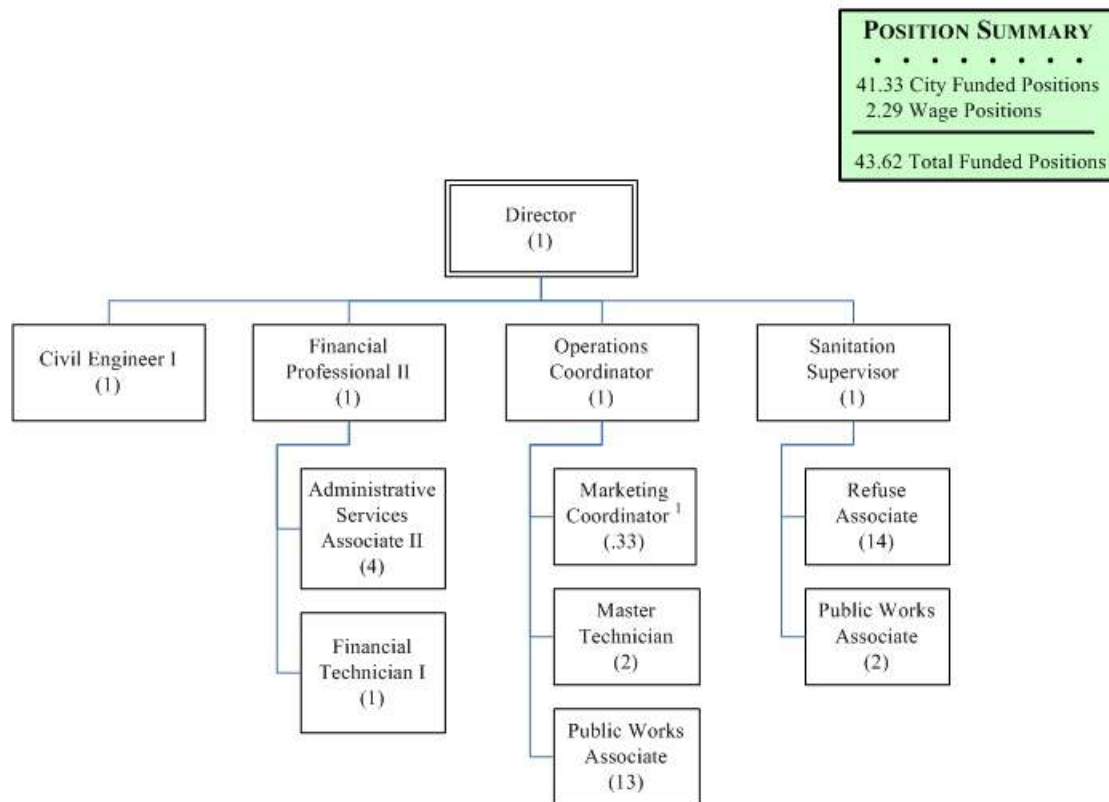 POSITION SUMMARY
41.33 City Funded Positions
2.29 Wage Positions
43.62 Total Funded Positions
Director
(1)
Civil Engineer I
(1)
Financial
Professional II
(1)
Operations
Coordinator
(1)
Sanitation
Supervisor
(1)
Administrative
Services
Associate II
(4)
Financial
Technician I
(1)
Marketing
Coordinator 1
(.33)
Master
Technician
(2)
Public Works
Associate
(13)
Refuse
Associate
(14)
Public Works
Associate
(2)